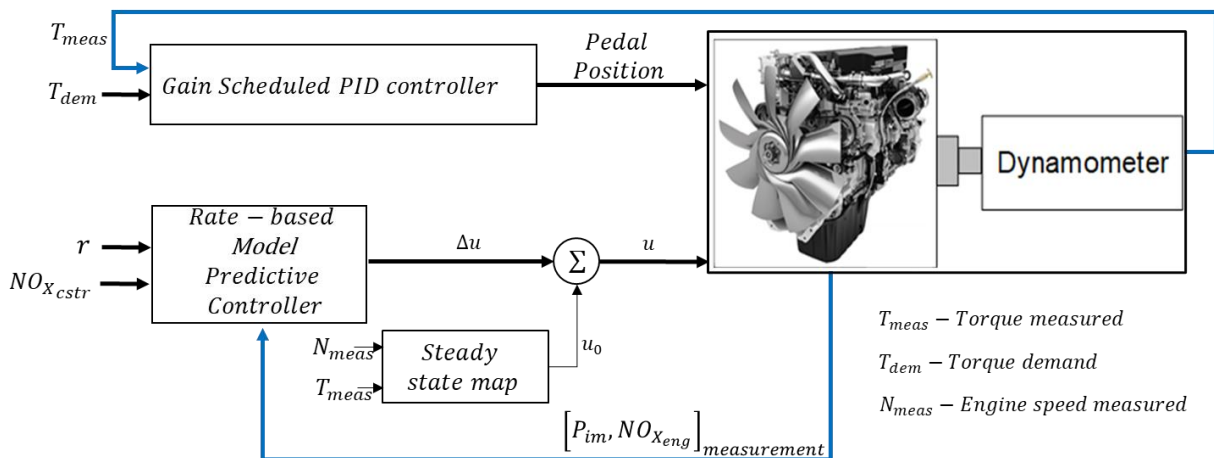 T_meas
T_dem
Gain Scheduled PID controller
Pedal
Position
Dynamometer
r
NO_X_cstr
Rate − based
Model
Predictive
Controller
Δu
Σ
u
N_meas
T_meas
Steady
state map
u_0
[P_im, NO_X_eng]_measurement
T_meas − Torque measured
T_dem − Torque demand
N_meas − Engine speed measured